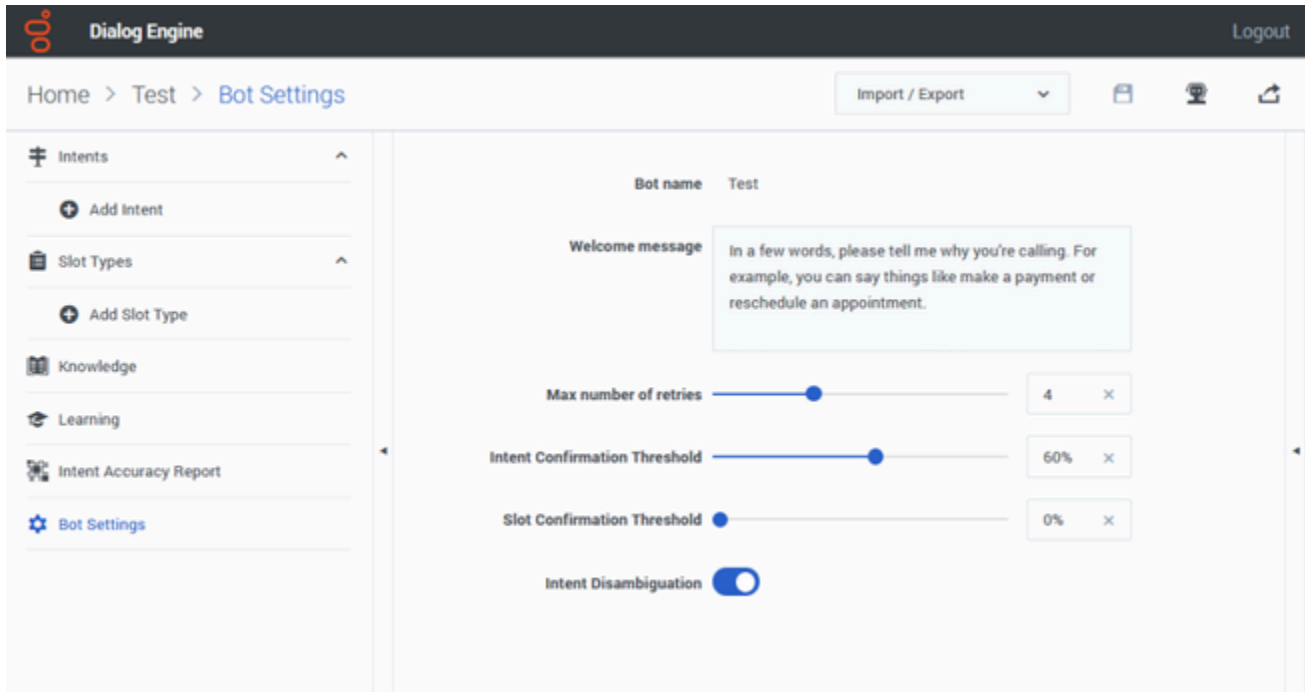 Dialog Engine
Logout
Home > Test > Bot Settings
Import / Export
Intents
Add Intent
Slot Types
Add Slot Type
Knowledge
Learning
Intent Accuracy Report
Bot Settings
Bot name Test
Welcome message
In a few words, please tell me why you're calling. For
example, you can say things like make a payment or
reschedule an appointment.
Max number of retries 4
Intent Confirmation Threshold 60%
Slot Confirmation Threshold 0%
Intent Disambiguation